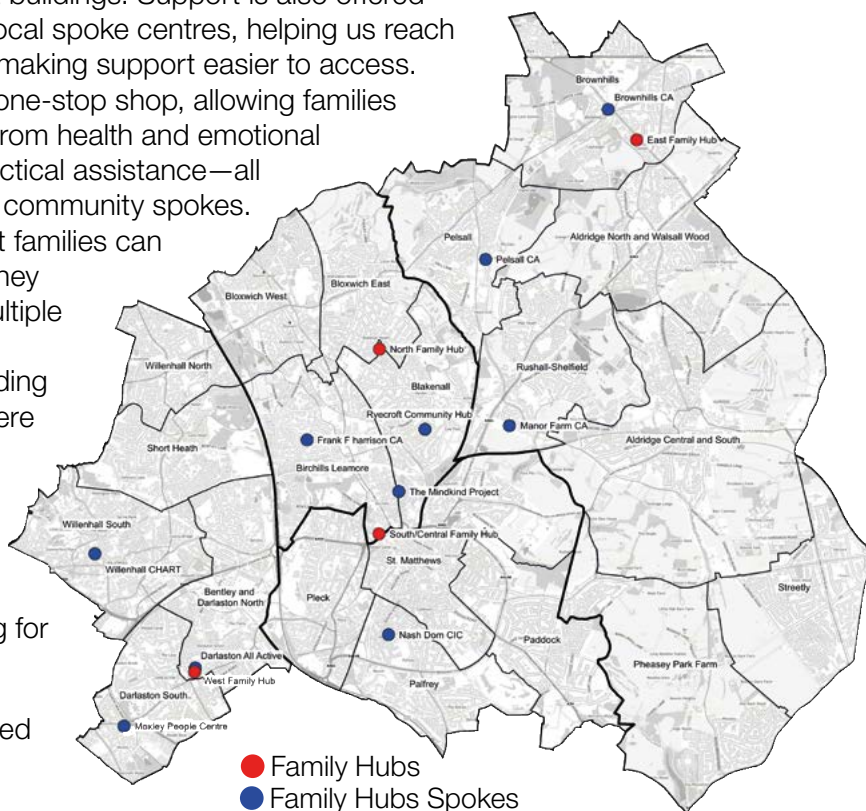 buildings. Support is also offered
ocal spoke centres, helping us reach
making support easier to access.
one-stop shop, allowing families
rom health and emotional
ctical assistance—all
community spokes.
t families can
hey
ultiple
ding
ere
g for
ed
Brownhills
Brownhills CA
East Family Hub
Pelsall
Aldridge North and Walsall Wood
Pelsall CA
Bloxwich East
Bloxwich West
North Family Hub
Willenhall North
Rushall-Shelfield
Blakenall
Ryecroft Community Hub
Manor Farm CA
Frank F harrison CA
Aldridge Central and South
Short Heath
Birchills Leamore
The Mindkind Project
Willenhall South
South/Central Family Hub
Willenhall CHART
St. Matthews
Bentley and
Darlaston North
Pleck
Streetly
Nash Dom CIC
Paddock
Darlaston All Active
Pheasey Park Farm
West Family Hub
Palfrey
Darlaston South
Moxley People Centre
Family Hubs
Family Hubs Spokes